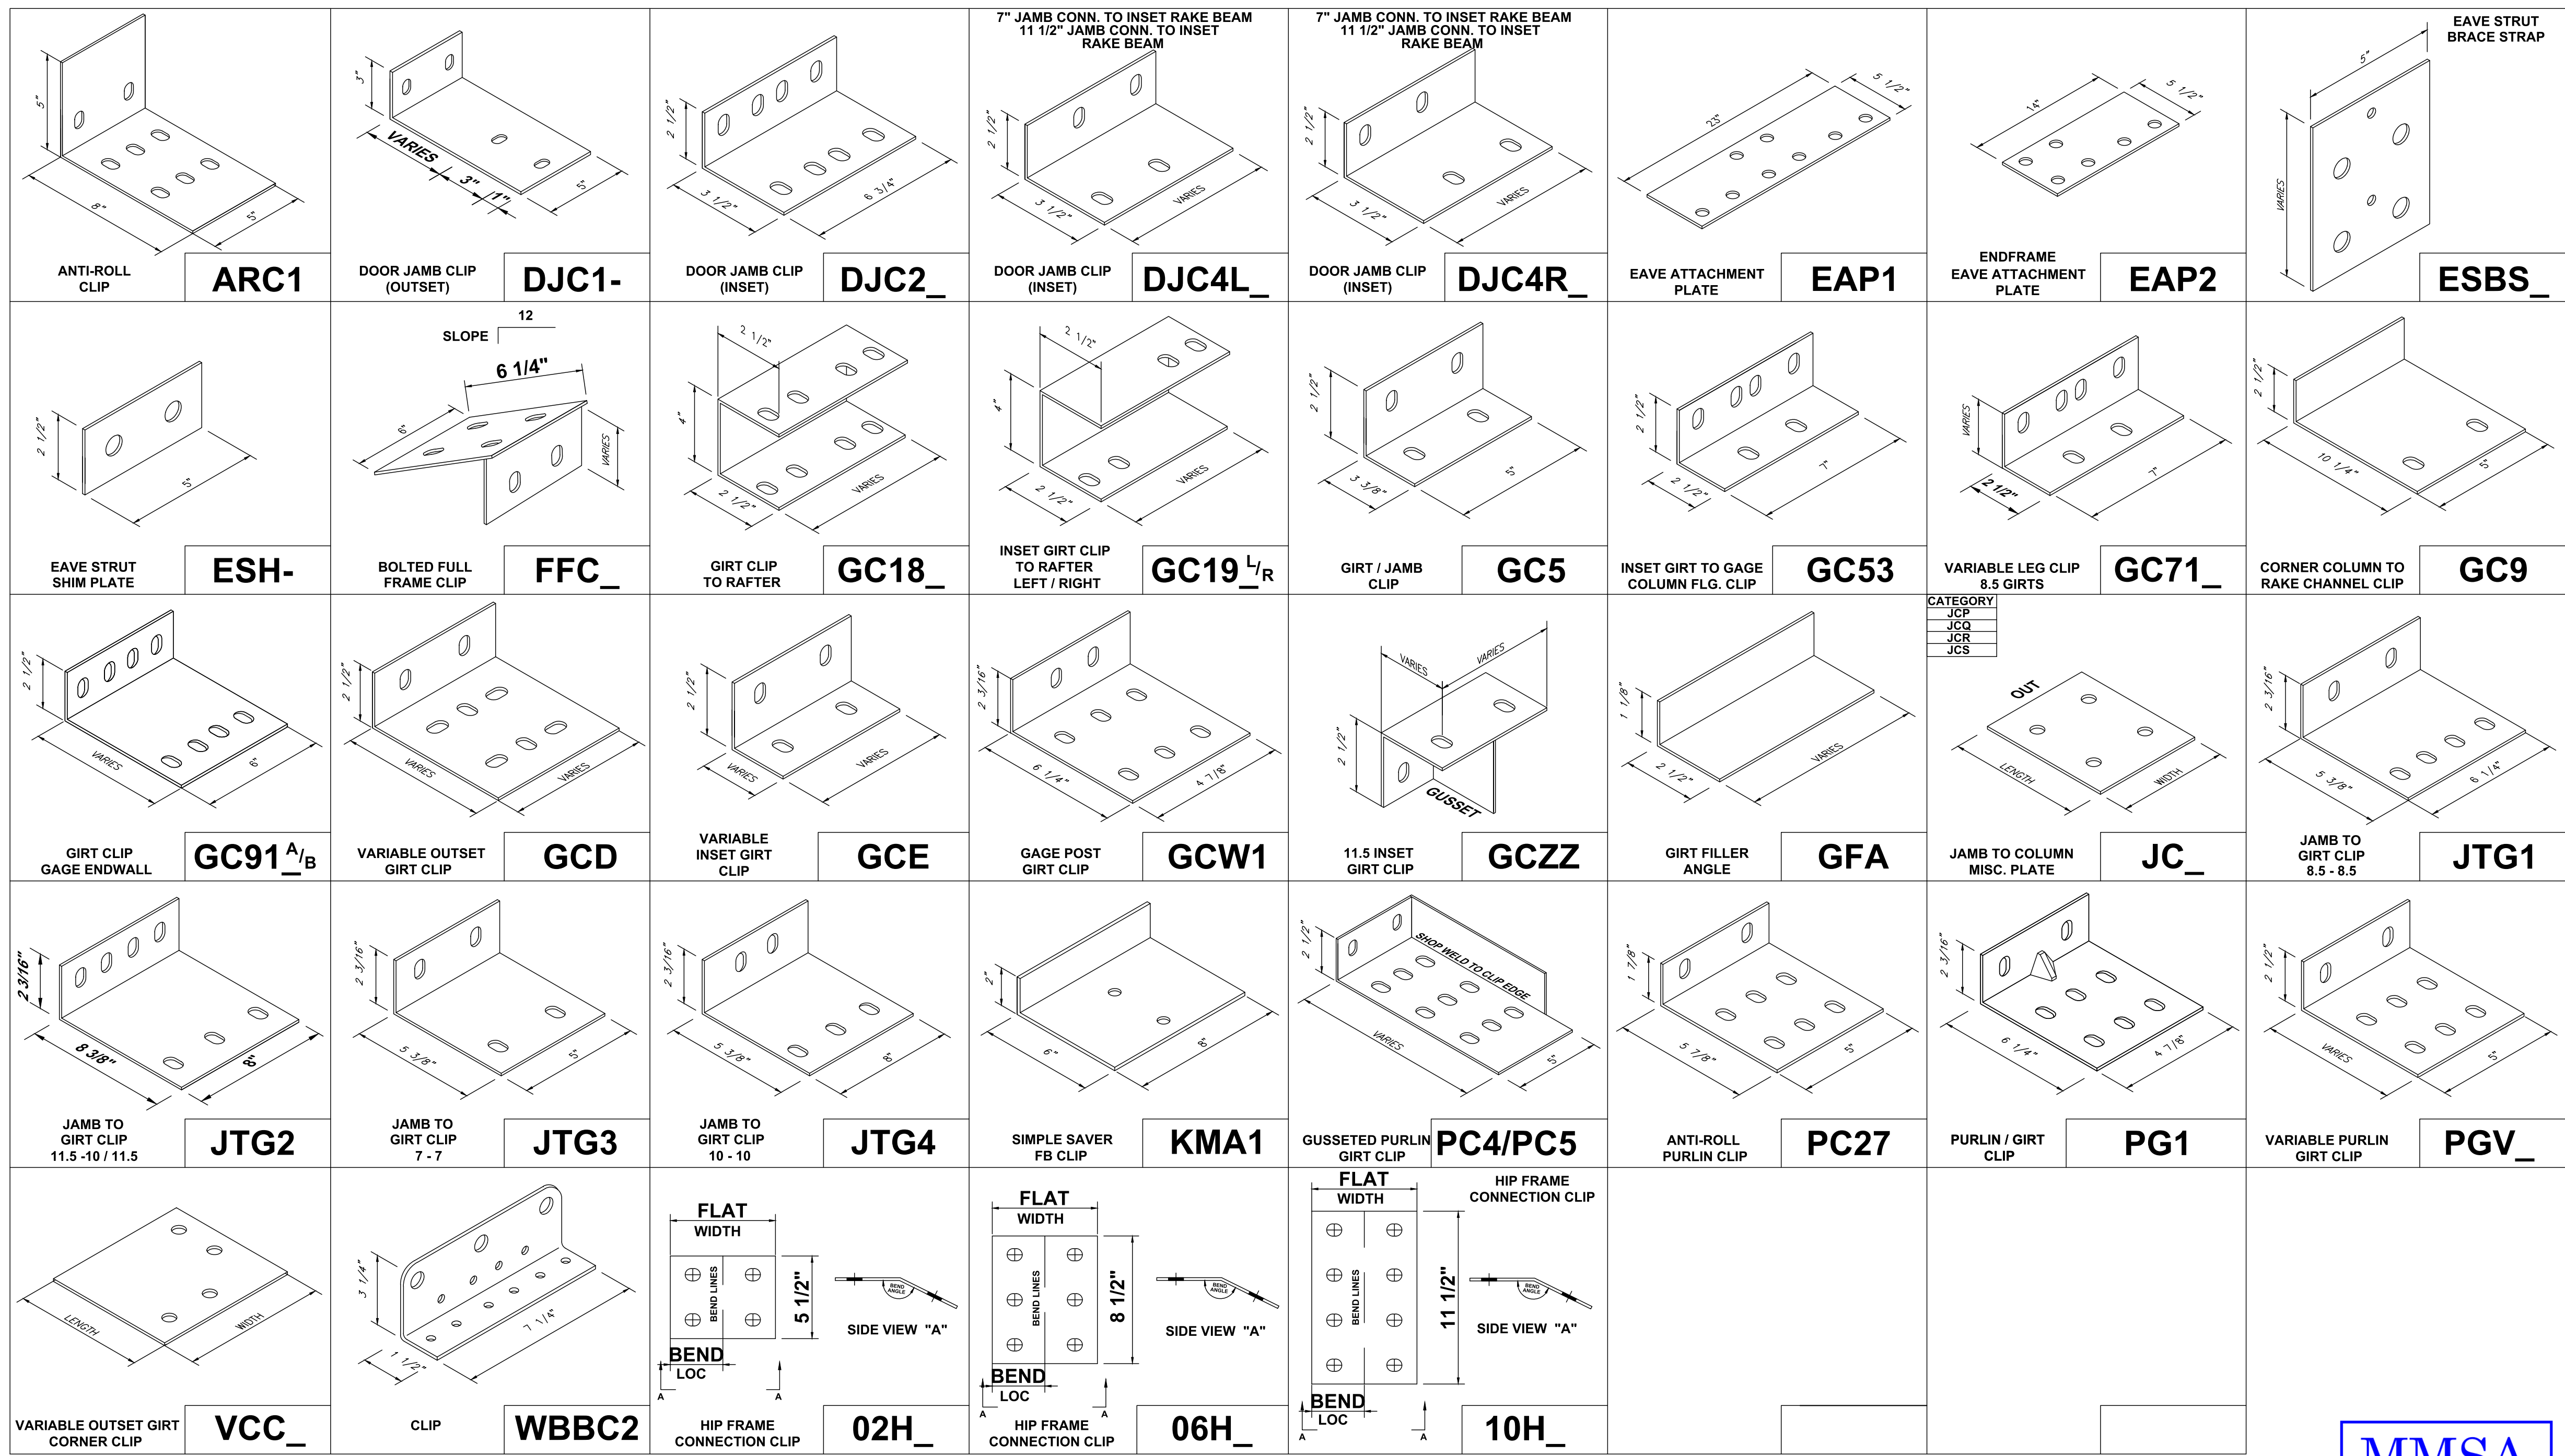 5"
8"
5"
ANTI-ROLL
CLIP
ARC1
3"
VARIES
3"
1"
5"
DOOR JAMB CLIP
(OUTSET)
DJC1-
2 1/2"
3 1/2"
6 3/4"
DOOR JAMB CLIP
(INSET)
DJC2_
7" JAMB CONN. TO INSET RAKE BEAM
11 1/2" JAMB CONN. TO INSET
RAKE BEAM
2 1/2"
3 1/2"
VARIES
DOOR JAMB CLIP
(INSET)
DJC4L_
7" JAMB CONN. TO INSET RAKE BEAM
11 1/2" JAMB CONN. TO INSET
RAKE BEAM
2 1/2"
3 1/2"
VARIES
DOOR JAMB CLIP
(INSET)
DJC4R_
23"
5 1/2"
EAVE ATTACHMENT
PLATE
EAP1
14"
5 1/2"
ENDFRAME
EAVE ATTACHMENT
PLATE
EAP2
EAVE STRUT
BRACE STRAP
5"
VARIES
ESBS_
2 1/2"
5"
EAVE STRUT
SHIM PLATE
ESH-
12
SLOPE
6 1/4"
6"
VARIES
BOLTED FULL
FRAME CLIP
FFC_
2 1/2"
4"
2 1/2"
VARIES
GIRT CLIP
TO RAFTER
GC18_
2 1/2"
4"
2 1/2"
VARIES
INSET GIRT CLIP
TO RAFTER
LEFT / RIGHT
GC19_L/R
2 1/2"
3 3/8"
5"
GIRT / JAMB
CLIP
GC5
2 1/2"
2 1/2"
7"
INSET GIRT TO GAGE
COLUMN FLG. CLIP
GC53
VARIES
2 1/2"
7"
VARIABLE LEG CLIP
8.5 GIRTS
GC71_
2 1/2"
10 1/4"
5"
CORNER COLUMN TO
RAKE CHANNEL CLIP
GC9
2 1/2"
VARIES
6"
GIRT CLIP
GAGE ENDWALL
GC91_A/B
2 1/2"
VARIES
VARIES
VARIABLE OUTSET
GIRT CLIP
GCD
2 1/2"
VARIES
VARIES
VARIABLE
INSET GIRT
CLIP
GCE
2 3/16"
6 1/4"
4 7/8"
GAGE POST
GIRT CLIP
GCW1
VARIES
VARIES
2 1/2"
GUSSET
11.5 INSET
GIRT CLIP
GCZZ
1 1/8"
2 1/2"
VARIES
GIRT FILLER
ANGLE
GFA
CATEGORY
JCP
JCQ
JCR
JCS
OUT
LENGTH
WIDTH
JAMB TO COLUMN
MISC. PLATE
JC_
2 3/16"
5 3/8"
6 1/4"
JAMB TO
GIRT CLIP
8.5 - 8.5
JTG1
2 3/16"
8 3/8"
8"
JAMB TO
GIRT CLIP
11.5 -10 / 11.5
JTG2
2 3/16"
5 3/8"
5"
JAMB TO
GIRT CLIP
7 - 7
JTG3
2 3/16"
5 3/8"
8"
JAMB TO
GIRT CLIP
10 - 10
JTG4
2"
6"
8"
SIMPLE SAVER
FB CLIP
KMA1
2 1/2"
SHOP WELD TO CLIP EDGE
VARIES
5"
GUSSETED PURLIN
GIRT CLIP
PC4/PC5
1 7/8"
5 7/8"
5"
ANTI-ROLL
PURLIN CLIP
PC27
2 3/16"
6 1/4"
4 7/8"
PURLIN / GIRT
CLIP
PG1
2 1/2"
VARIES
5"
VARIABLE PURLIN
GIRT CLIP
PGV_
LENGTH
WIDTH
VARIABLE OUTSET GIRT
CORNER CLIP
VCC_
3 1/4"
1 1/2"
7 1/4"
CLIP
WBBC2
FLAT
WIDTH
BEND LINES
5 1/2"
BEND
LOC
A
A
BEND
ANGLE
SIDE VIEW "A"
HIP FRAME
CONNECTION CLIP
02H_
FLAT
WIDTH
BEND LINES
8 1/2"
BEND
LOC
A
A
BEND
ANGLE
SIDE VIEW "A"
HIP FRAME
CONNECTION CLIP
06H_
FLAT
WIDTH
HIP FRAME
CONNECTION CLIP
BEND LINES
11 1/2"
BEND
LOC
A
A
BEND
ANGLE
SIDE VIEW "A"
10H_
MMSA